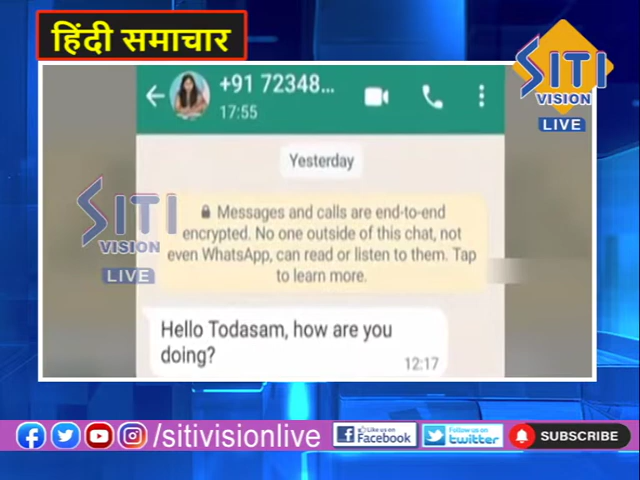 हिंदी समाचार
SITI
VISION
LIVE
+91 72348...
17:55
Yesterday
Messages and calls are end-to-end
encrypted. No one outside of this chat, not
even WhatsApp, can read or listen to them. Tap
to learn more.
SITI
VISION
LIVE
Hello Todasam, how are you
doing?
12:17
/sitivisionlive
Like us on
Facebook
Follow us on
twitter
SUBSCRIBE